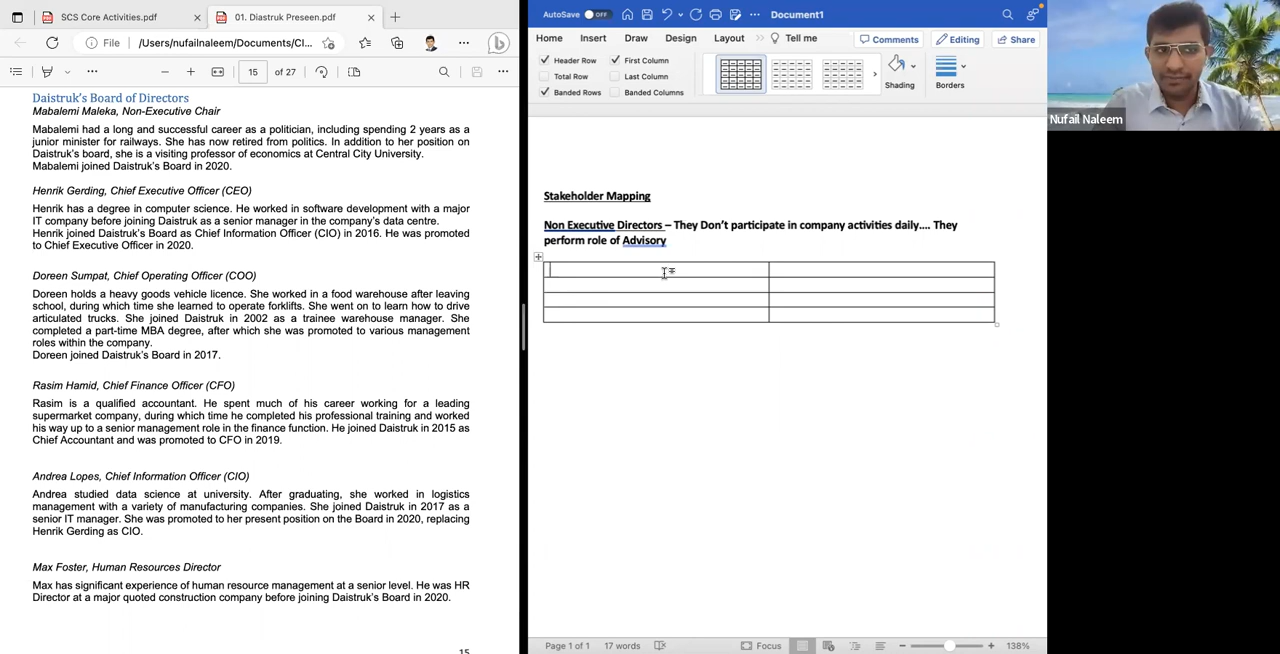 SCS Core Activities.pdf
01. Diastruk Preseen.pdf
File
/Users/nufailnaleem/Documents/CI...
15
of 27
Daistruk's Board of Directors
Mabalemi Maleka, Non-Executive Chair
Mabalemi had a long and successful career as a politician, including spending 2 years as a
junior minister for railways. She has now retired from politics. In addition to her position on
Daistruk's board, she is a visiting professor of economics at Central City University.
Mabalemi joined Daistruk's Board in 2020.
Henrik Gerding, Chief Executive Officer (CEO)
Henrik has a degree in computer science. He worked in software development with a major
IT company before joining Daistruk as a senior manager in the company's data centre.
Henrik joined Daistruk's Board as Chief Information Officer (CIO) in 2016. He was promoted
to Chief Executive Officer in 2020.
Doreen Sumpat, Chief Operating Officer (COO)
Doreen holds a heavy goods vehicle licence. She worked in a food warehouse after leaving
school, during which time she learned to operate forklifts. She went on to learn how to drive
articulated trucks. She joined Daistruk in 2002 as a trainee warehouse manager. She
completed a part-time MBA degree, after which she was promoted to various management
roles within the company.
Doreen joined Daistruk's Board in 2017.
Rasim Hamid, Chief Finance Officer (CFO)
Rasim is a qualified accountant. He spent much of his career working for a leading
supermarket company, during which time he completed his professional training and worked
his way up to a senior management role in the finance function. He joined Daistruk in 2015 as
Chief Accountant and was promoted to CFO in 2019.
Andrea Lopes, Chief Information Officer (CIO)
Andrea studied data science at university. After graduating, she worked in logistics
management with a variety of manufacturing companies. She joined Daistruk in 2017 as a
senior IT manager. She was promoted to her present position on the Board in 2020, replacing
Henrik Gerding as CIO.
Max Foster, Human Resources Director
Max has significant experience of human resource management at a senior level. He was HR
Director at a major quoted construction company before joining Daistruk's Board in 2020.
15
AutoSave OFF
Document1
Home Insert Draw Design Layout Tell me
Comments Editing Share
Header Row First Column
Total Row Last Column
Banded Rows Banded Columns
Shading Borders
Stakeholder Mapping
Non Executive Directors – They Don't participate in company activities daily.... They
perform role of Advisory
Page 1 of 1 17 words
Focus
138%
Nufail Naleem